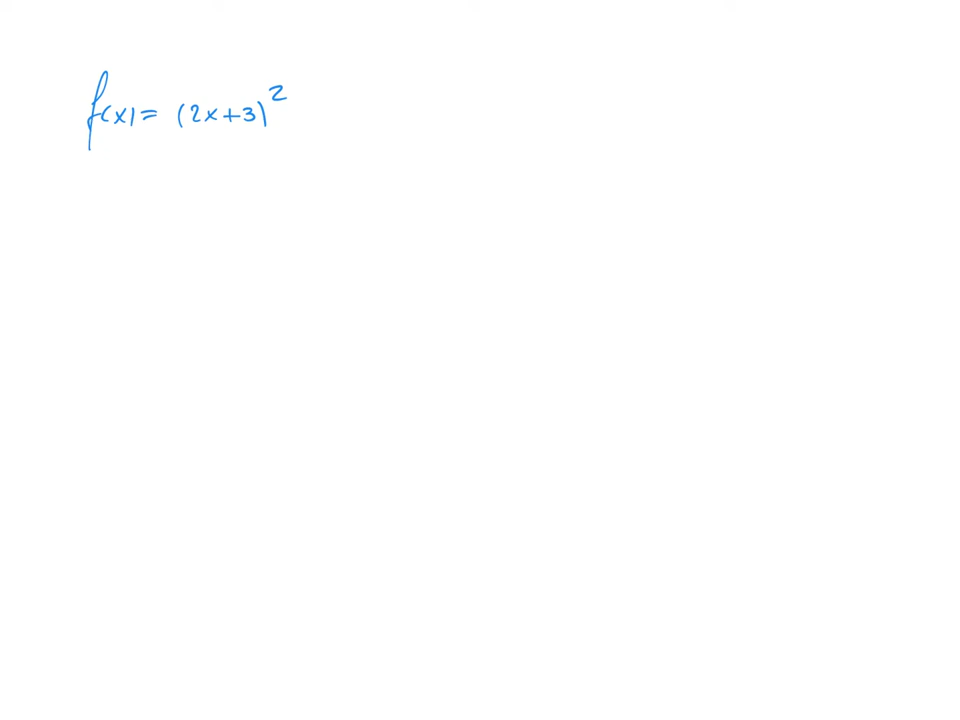 f(x) = (2x+3)²